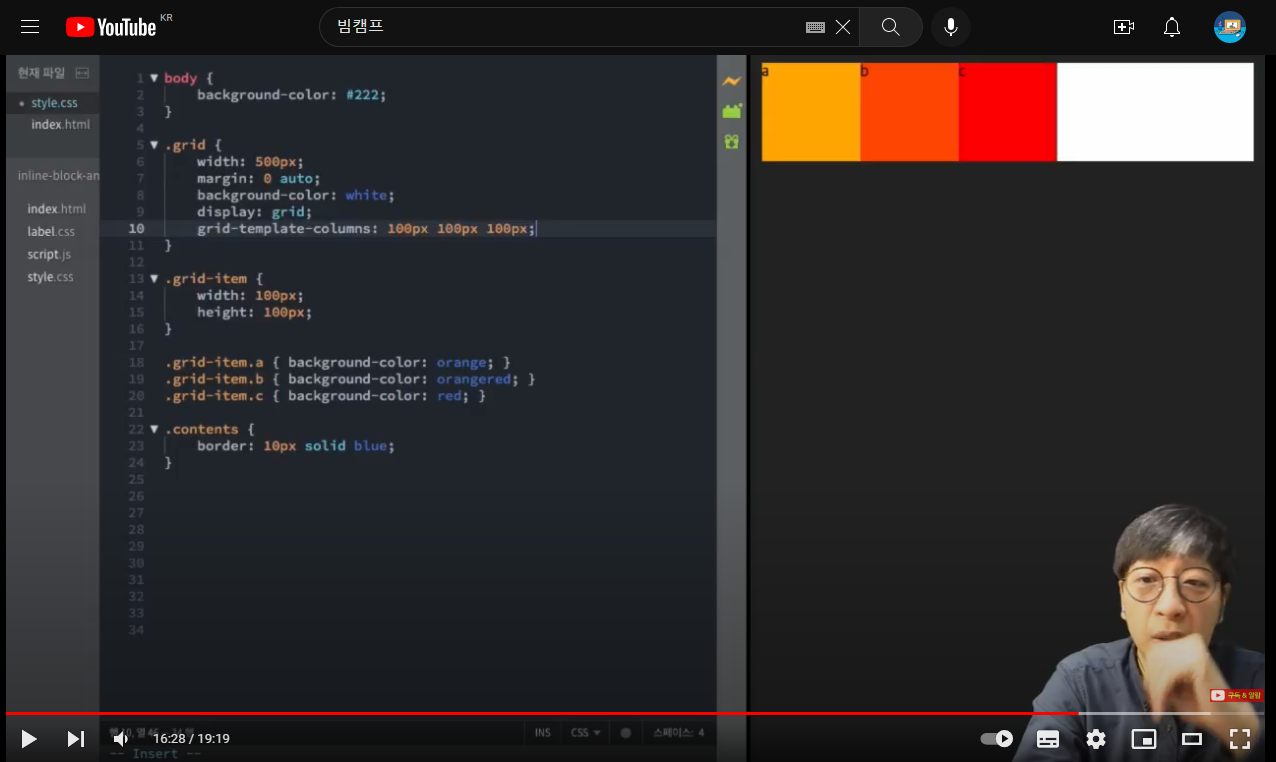 YouTube KR
빔캠프
현재 파일
style.css
index.html
inline-block-an
index.html
label.css
script.js
style.css
1 body {
2 background-color: #222;
3 }
4
5 .grid {
6 width: 500px;
7 margin: 0 auto;
8 background-color: white;
9 display: grid;
10 grid-template-columns: 100px 100px 100px;
11 }
12
13 .grid-item {
14 width: 100px;
15 height: 100px;
16 }
17
18 .grid-item.a { background-color: orange; }
19 .grid-item.b { background-color: orangered; }
20 .grid-item.c { background-color: red; }
21
22 .contents {
23 border: 10px solid blue;
24 }
25
26
27
28
29
30
31
32
33
34
a b c
구독 & 알람
16:28 / 19:19
INS CSS 스페이스: 4
-- Insert --